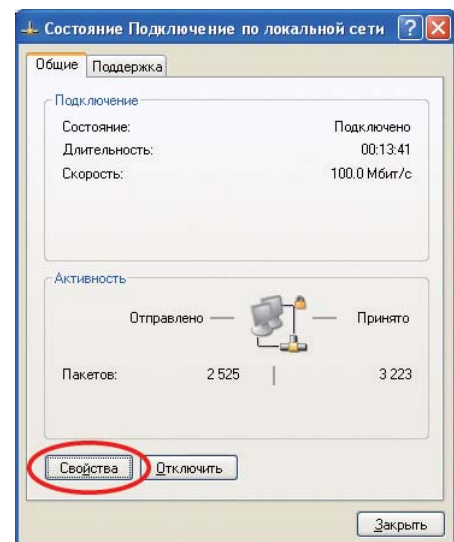 Состояние Подключение по локальной сети
Общие Поддержка
Подключение
Состояние: Подключено
Длительность: 00:13:41
Скорость: 100.0 Мбит/с
Активность
Отправлено — — Принято
Пакетов: 2 525 | 3 223
Свойства Отключить
Закрыть